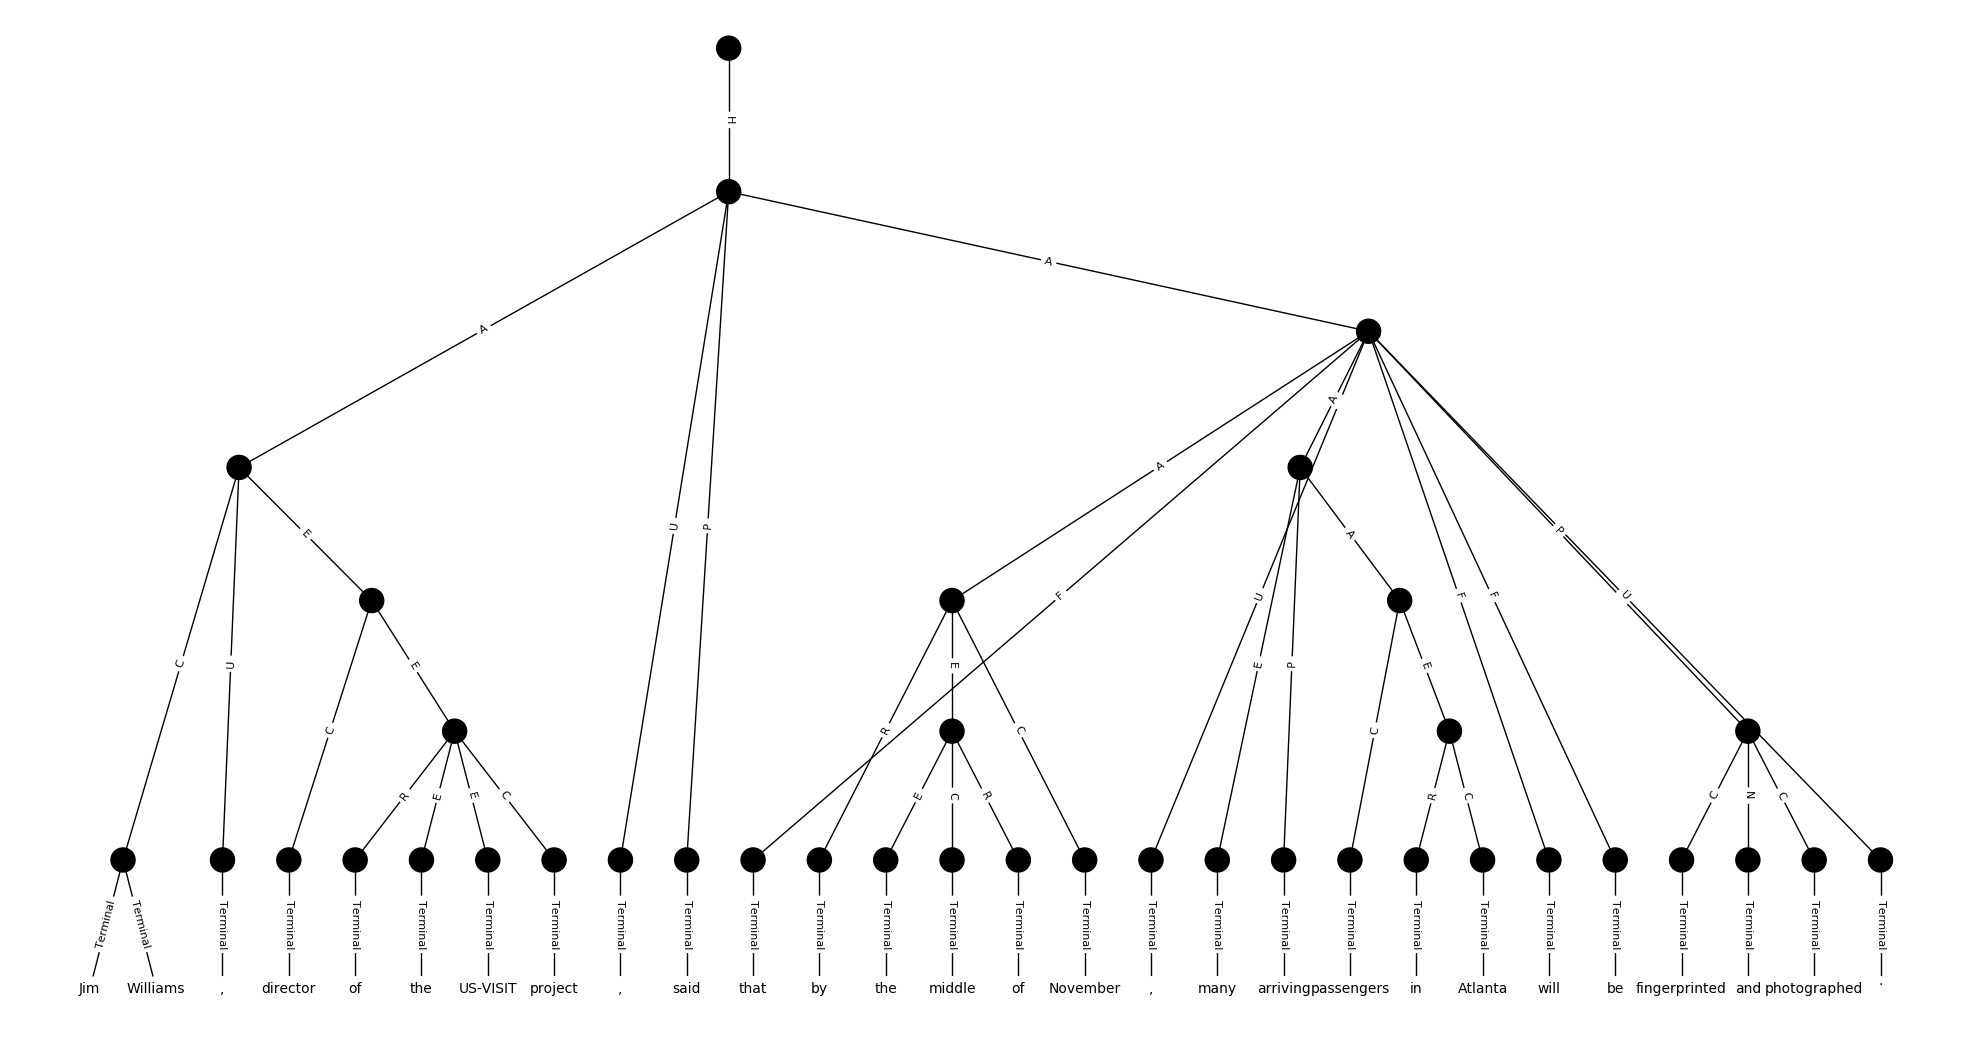 H
A
A
A
A
C
U
E
U
P
A
F
U
E
P
A
F
F
P
U
C
E
R
E
C
C
E
R
E
E
C
E
C
R
R
C
C
N
C
Terminal Terminal Terminal Terminal Terminal Terminal Terminal Terminal Terminal Terminal Terminal Terminal Terminal Terminal Terminal Terminal Terminal Terminal Terminal Terminal Terminal Terminal Terminal Terminal Terminal Terminal Terminal Terminal
Jim Williams , director of the US-VISIT project , said that by the middle of November , many arriving passengers in Atlanta will be fingerprinted and photographed .